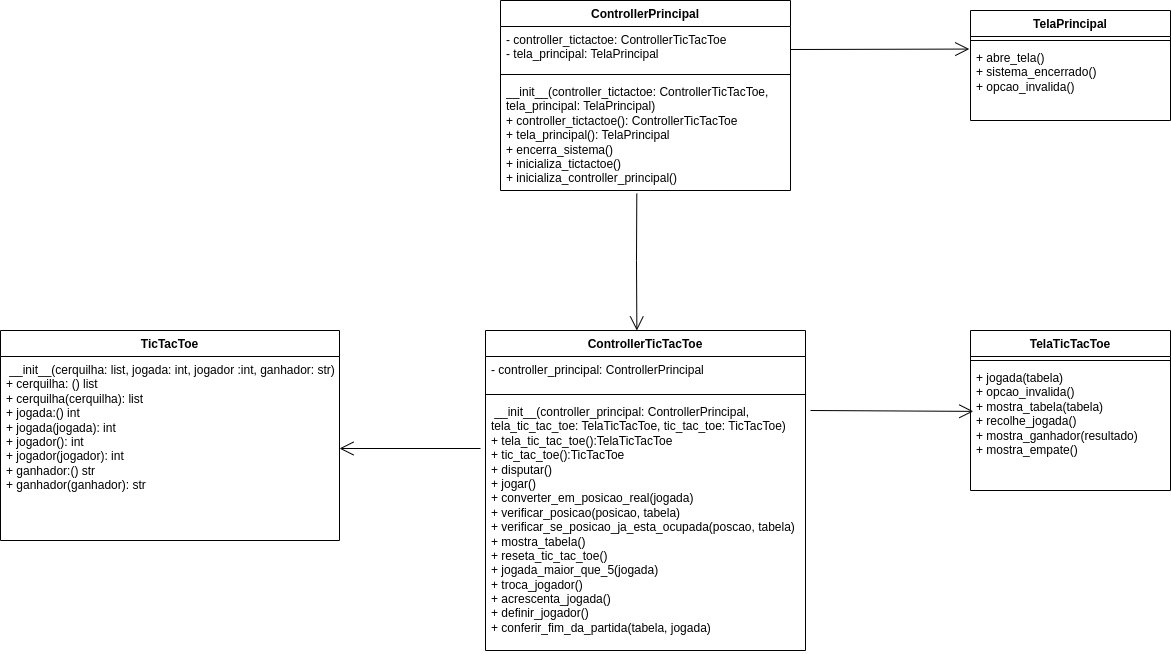 ControllerPrincipal
- controller_tictactoe: ControllerTicTacToe
- tela_principal: TelaPrincipal
__init__(controller_tictactoe: ControllerTicTacToe,
tela_principal: TelaPrincipal)
+ controller_tictactoe(): ControllerTicTacToe
+ tela_principal(): TelaPrincipal
+ encerra_sistema()
+ inicializa_tictactoe()
+ inicializa_controller_principal()
TelaPrincipal
+ abre_tela()
+ sistema_encerrado()
+ opcao_invalida()
TicTacToe
__init__(cerquilha: list, jogada: int, jogador :int, ganhador: str)
+ cerquilha: () list
+ cerquilha(cerquilha): list
+ jogada:() int
+ jogada(jogada): int
+ jogador(): int
+ jogador(jogador): int
+ ganhador:() str
+ ganhador(ganhador): str
ControllerTicTacToe
- controller_principal: ControllerPrincipal
__init__(controller_principal: ControllerPrincipal,
tela_tic_tac_toe: TelaTicTacToe, tic_tac_toe: TicTacToe)
+ tela_tic_tac_toe():TelaTicTacToe
+ tic_tac_toe():TicTacToe
+ disputar()
+ jogar()
+ converter_em_posicao_real(jogada)
+ verificar_posicao(posicao, tabela)
+ verificar_se_posicao_ja_esta_ocupada(poscao, tabela)
+ mostra_tabela()
+ reseta_tic_tac_toe()
+ jogada_maior_que_5(jogada)
+ troca_jogador()
+ acrescenta_jogada()
+ definir_jogador()
+ conferir_fim_da_partida(tabela, jogada)
TelaTicTacToe
+ jogada(tabela)
+ opcao_invalida()
+ mostra_tabela(tabela)
+ recolhe_jogada()
+ mostra_ganhador(resultado)
+ mostra_empate()